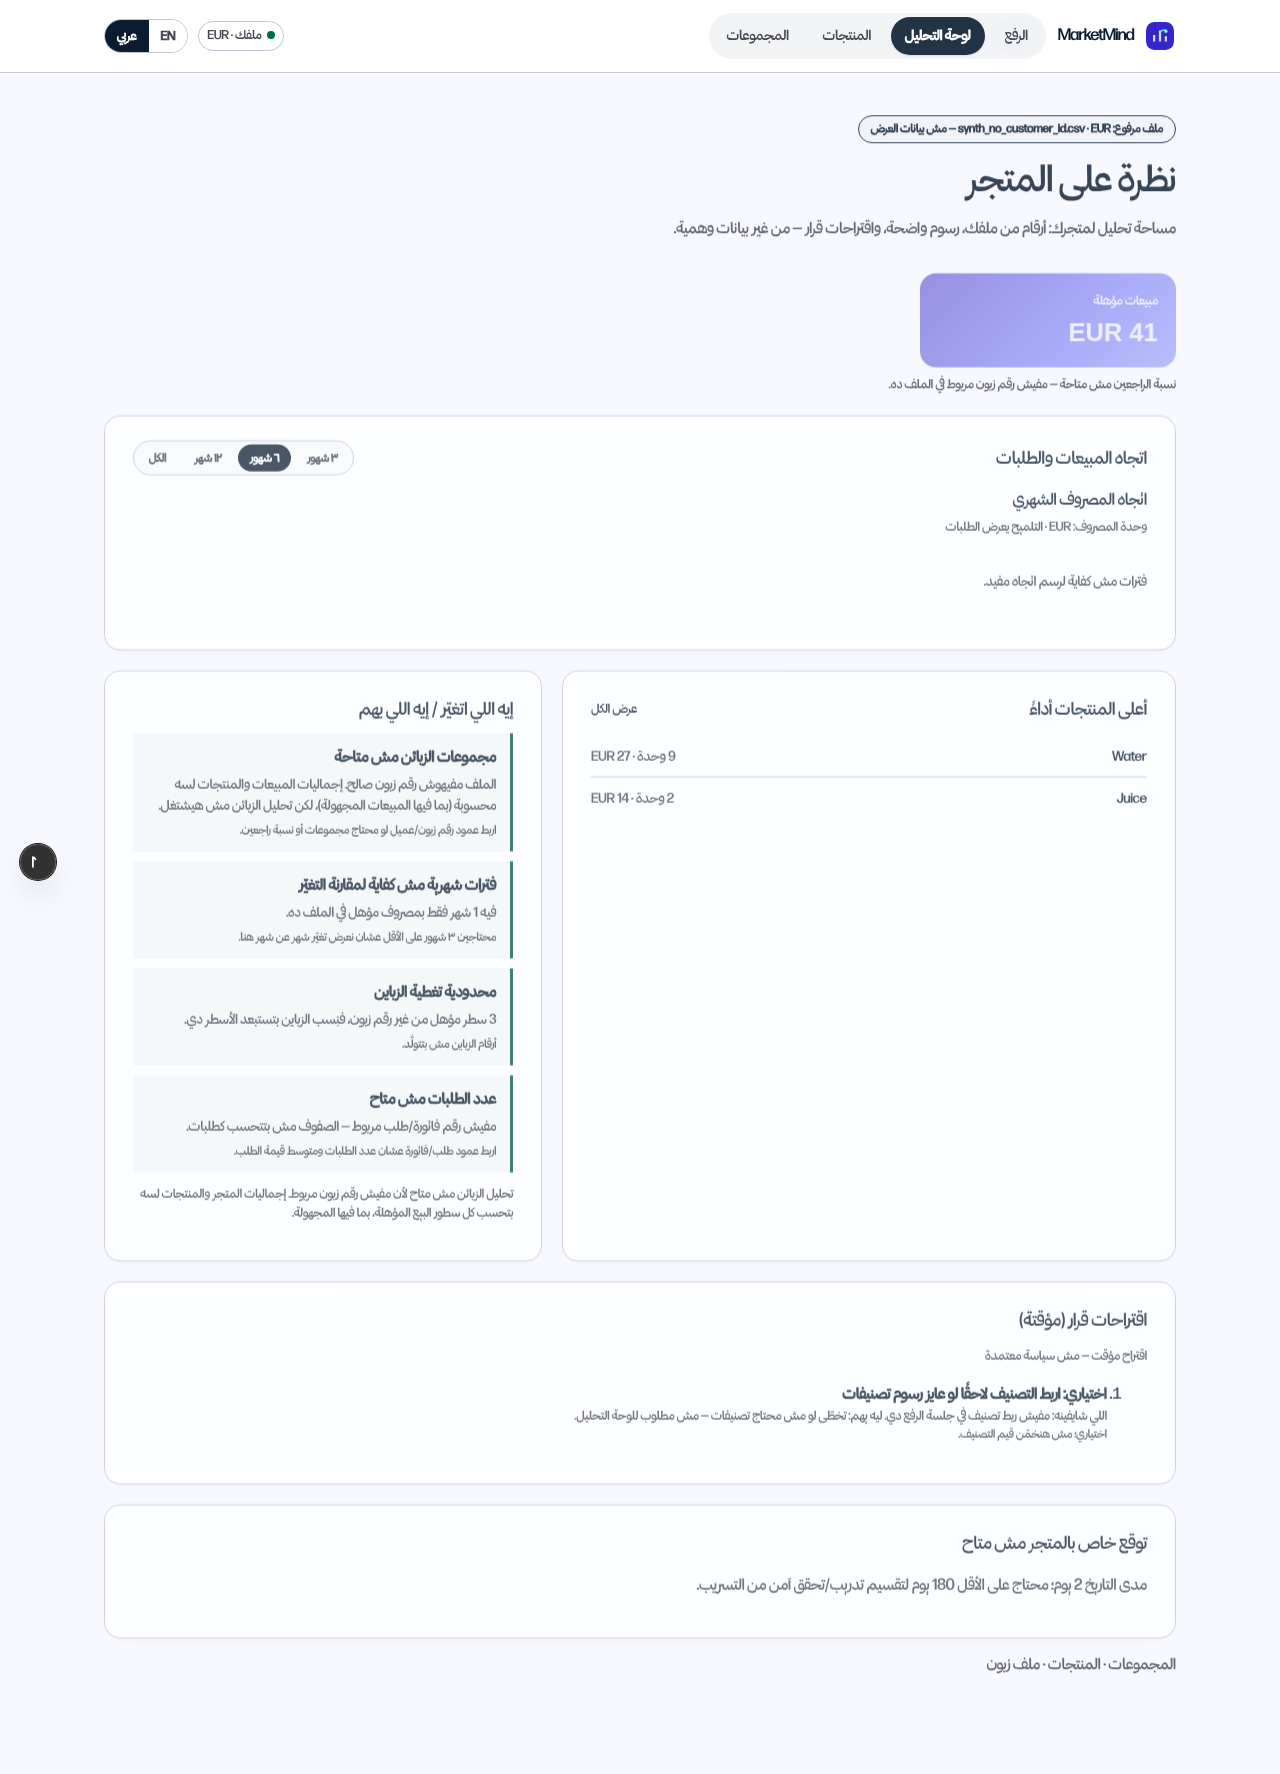 MarketMind
الرفع
لوحة التحليل
المنتجات
المجموعات
ملفك · EUR
EN
عربي
ملف مرفوع: synth_no_customer_id.csv · EUR — مش بيانات العرض
نظرة على المتجر
مساحة تحليل لمتجرك: أرقام من ملفك، رسوم واضحة، واقتراحات قرار — من غير بيانات وهمية.
مبيعات مؤهلة
EUR 41
نسبة الراجعين مش متاحة — مفيش رقم زبون مربوط في الملف ده.
اتجاه المبيعات والطلبات
٣ شهور
٦ شهور
١٢ شهر
الكل
اتجاه المصروف الشهري
وحدة المصروف: EUR · التلميح يعرض الطلبات
فترات مش كفاية لرسم اتجاه مفيد.
أعلى المنتجات أداءً
عرض الكل
Water
9 وحدة · EUR 27
Juice
2 وحدة · EUR 14
إيه اللي اتغيّر / إيه اللي يهم
مجموعات الزبائن مش متاحة
الملف مفيهوش رقم زبون صالح. إجماليات المبيعات والمنتجات لسه
محسوبة (بما فيها المبيعات المجهولة)، لكن تحليل الزبائن مش هيشتغل.
اربط عمود رقم زبون/عميل لو محتاج مجموعات أو نسبة راجعين.
فترات شهرية مش كفاية لمقارنة التغيّر
فيه 1 شهر فقط بمصروف مؤهل في الملف ده.
محتاجين ٣ شهور على الأقل عشان نعرض تغيّر شهر عن شهر هنا.
محدودية تغطية الزباين
3 سطر مؤهل من غير رقم زبون، فنِسب الزباين بتستبعد الأسطر دي.
أرقام الزباين مش بتتولّد.
عدد الطلبات مش متاح
مفيش رقم فاتورة/طلب مربوط — الصفوف مش بتتحسب كطلبات.
اربط عمود طلب/فاتورة عشان عدد الطلبات ومتوسط قيمة الطلب.
تحليل الزبائن مش متاح لأن مفيش رقم زبون مربوط. إجماليات المتجر والمنتجات لسه
بتحسب كل سطور البيع المؤهلة، بما فيها المجهولة.
اقتراحات قرار (مؤقتة)
اقتراح مؤقت — مش سياسة معتمدة
1. اختياري: اربط التصنيف لاحقًا لو عايز رسوم تصنيفات
اللي شايفينه: مفيش ربط تصنيف في جلسة الرفع دي. ليه يهم: تخطّى لو مش محتاج تصنيفات — مش مطلوب للوحة التحليل.
اختياري؛ مش هنخمّن قيم التصنيف.
توقع خاص بالمتجر مش متاح
مدى التاريخ 2 يوم؛ محتاج على الأقل 180 يوم لتقسيم تدريب/تحقق آمن من التسريب.
المجموعات · المنتجات · ملف زبون